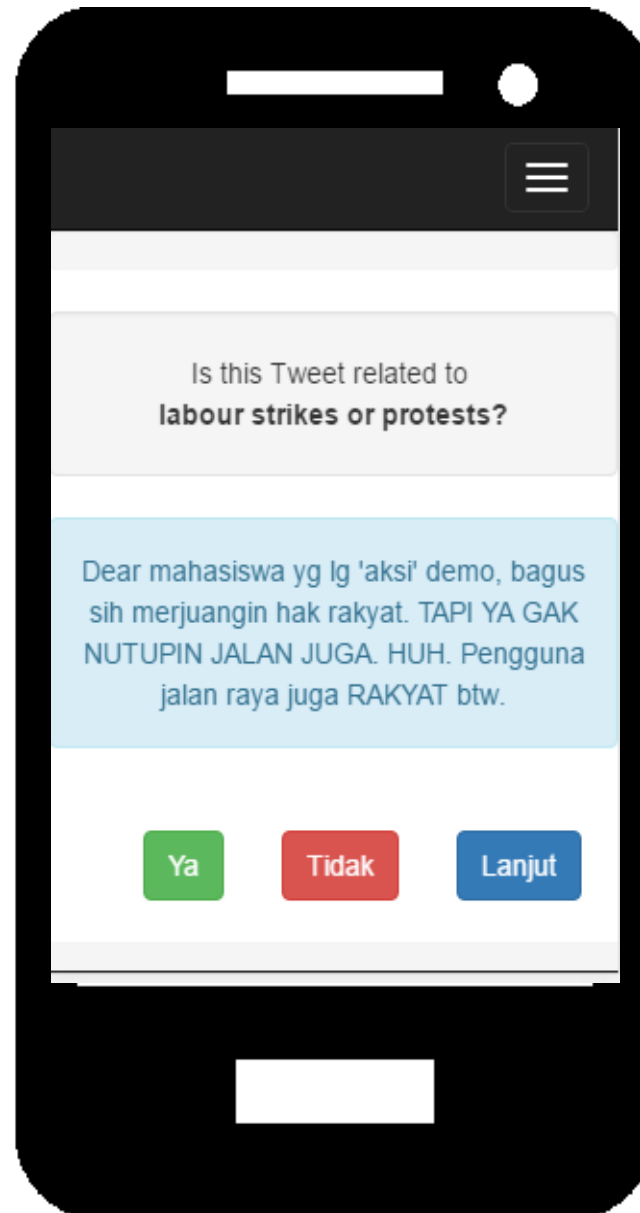 Is this Tweet related to
labour strikes or protests?
Dear mahasiswa yg lg 'aksi' demo, bagus
sih merjuangin hak rakyat. TAPI YA GAK
NUTUPIN JALAN JUGA. HUH. Pengguna
jalan raya juga RAKYAT btw.
Ya Tidak Lanjut